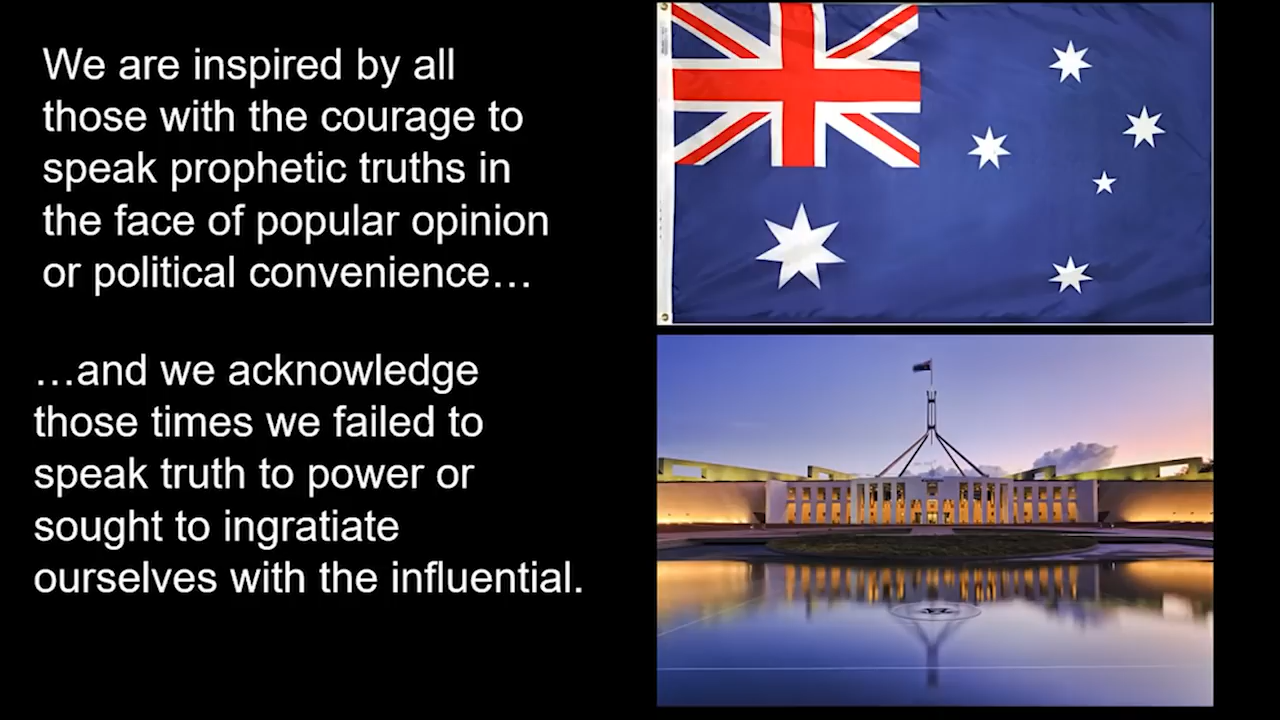 We are inspired by all
those with the courage to
speak prophetic truths in
the face of popular opinion
or political convenience…
…and we acknowledge
those times we failed to
speak truth to power or
sought to ingratiate
ourselves with the influential.